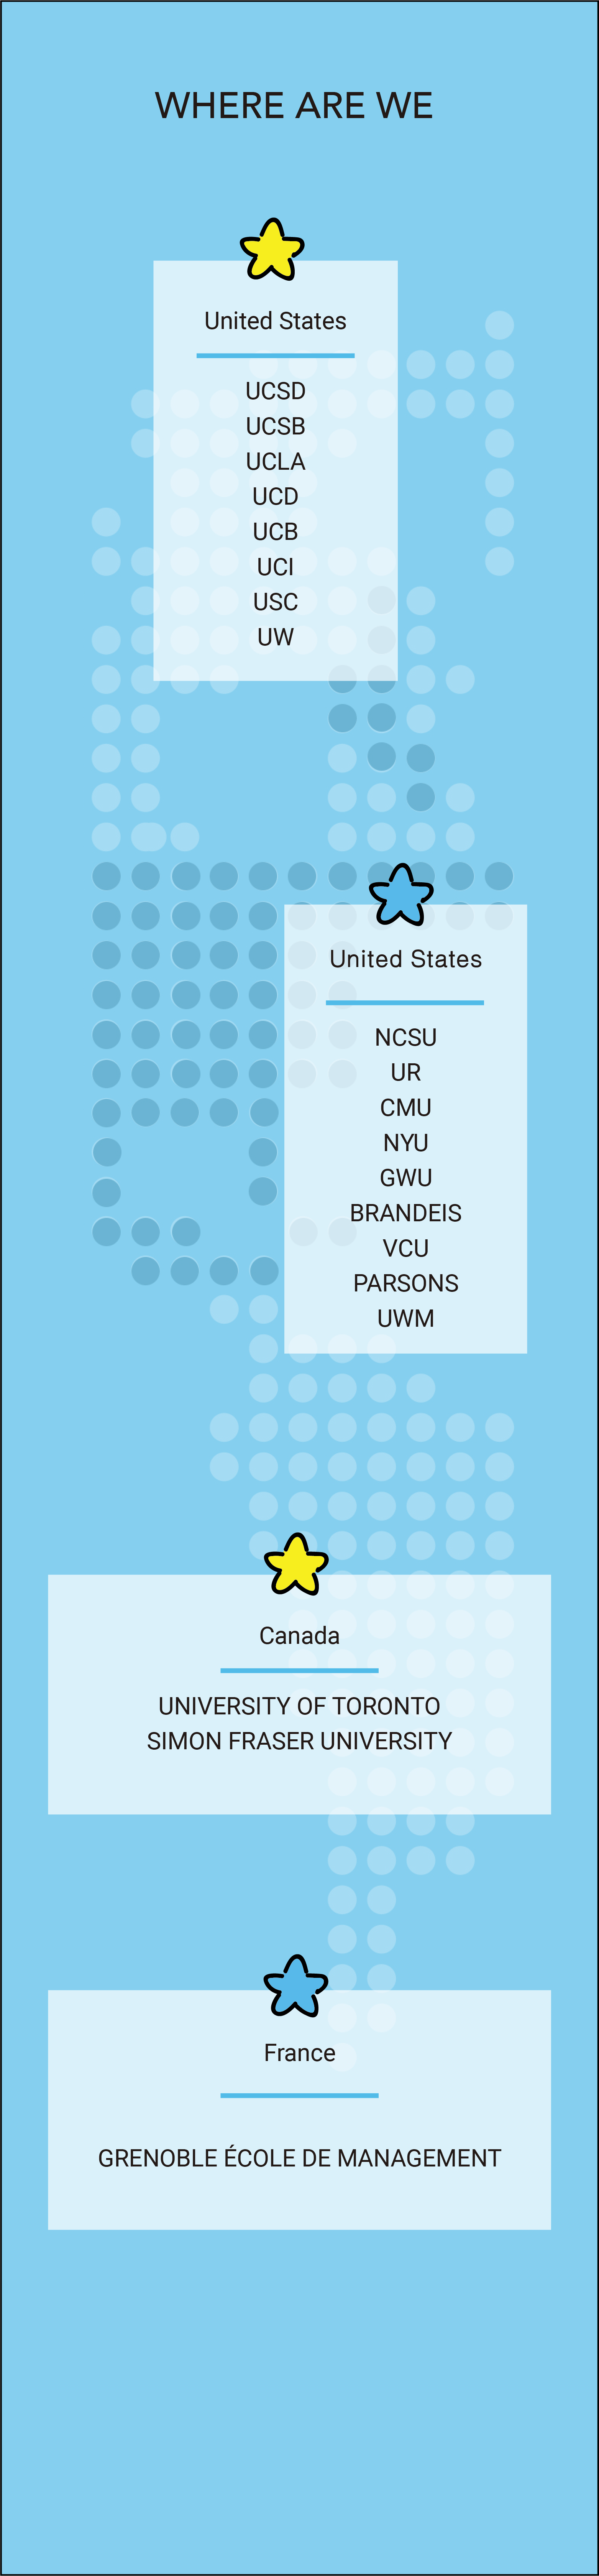 WHERE ARE WE
United States
UCSD
UCSB
UCLA
UCD
UCB
UCI
USC
UW
United States
NCSU
UR
CMU
NYU
GWU
BRANDEIS
VCU
PARSONS
UWM
Canada
UNIVERSITY OF TORONTO
SIMON FRASER UNIVERSITY
France
GRENOBLE ÉCOLE DE MANAGEMENT